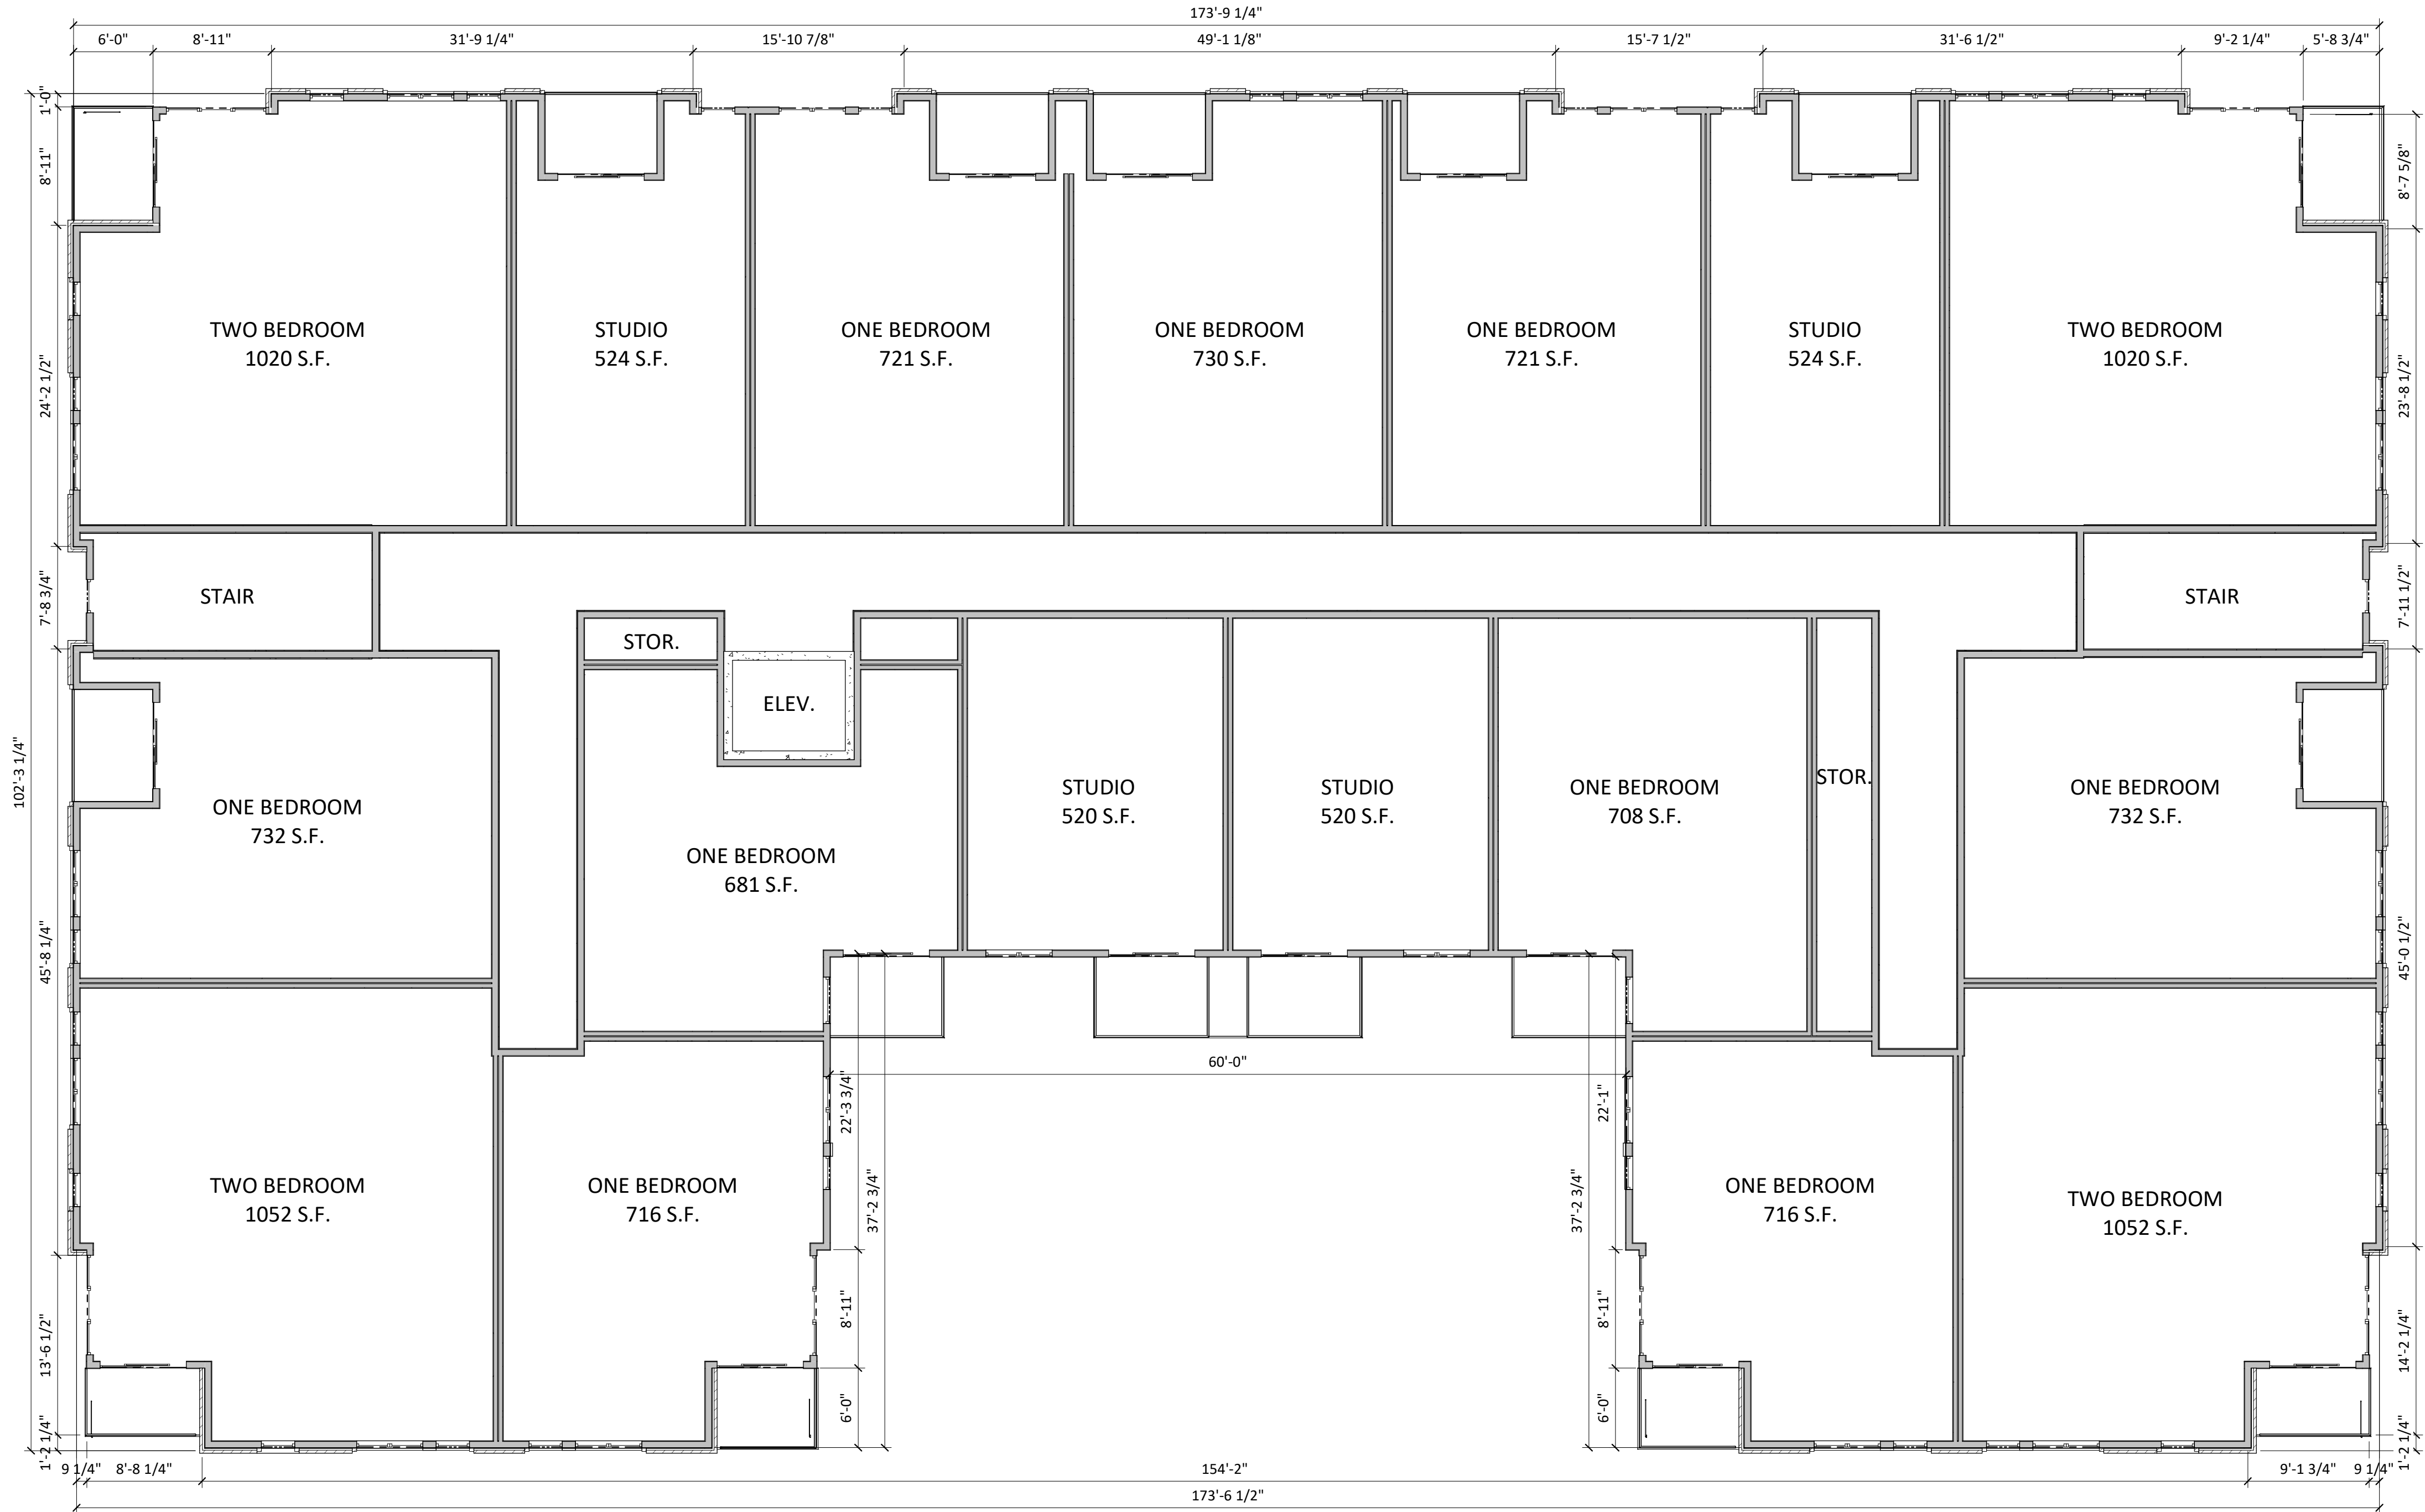 173'-9 1/4"
6'-0" 8'-11" 31'-9 1/4" 15'-10 7/8" 49'-1 1/8" 15'-7 1/2" 31'-6 1/2" 9'-2 1/4" 5'-8 3/4"
1'-0"
8'-11"
24'-2 1/2"
7'-8 3/4"
102'-3 1/4"
45'-8 1/4"
13'-6 1/2"
1'-2 1/4"
8'-7 5/8"
23'-8 1/2"
7'-11 1/2"
45'-0 1/2"
14'-2 1/4"
1'-2 1/4"
TWO BEDROOM
1020 S.F.
STUDIO
524 S.F.
ONE BEDROOM
721 S.F.
ONE BEDROOM
730 S.F.
ONE BEDROOM
721 S.F.
STUDIO
524 S.F.
TWO BEDROOM
1020 S.F.
STAIR
STAIR
STOR.
ELEV.
STOR.
ONE BEDROOM
732 S.F.
ONE BEDROOM
681 S.F.
STUDIO
520 S.F.
STUDIO
520 S.F.
ONE BEDROOM
708 S.F.
ONE BEDROOM
732 S.F.
60'-0"
22'-3 3/4"
37'-2 3/4"
8'-11"
6'-0"
22'-1"
37'-2 3/4"
8'-11"
6'-0"
TWO BEDROOM
1052 S.F.
ONE BEDROOM
716 S.F.
ONE BEDROOM
716 S.F.
TWO BEDROOM
1052 S.F.
9 1/4" 8'-8 1/4" 154'-2" 9'-1 3/4" 9 1/4"
173'-6 1/2"